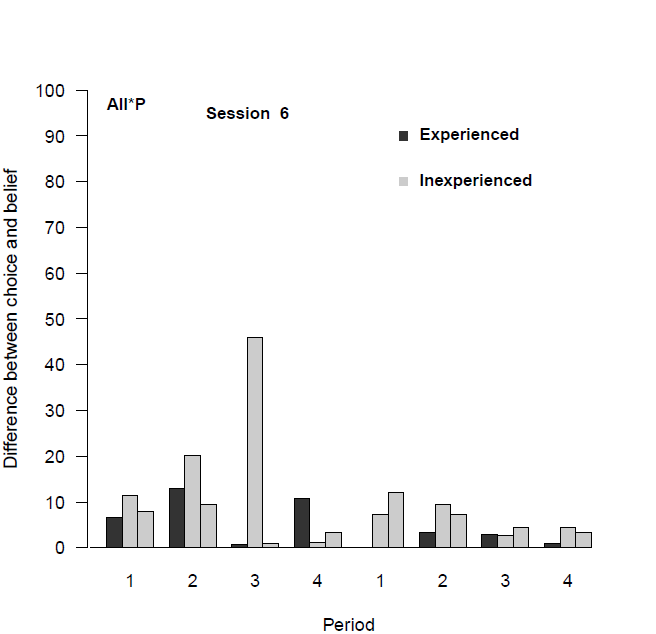 All*P
Session 6
Experienced
Inexperienced
Difference between choice and belief
100
90
80
70
60
50
40
30
20
10
0
1 2 3 4 1 2 3 4
Period